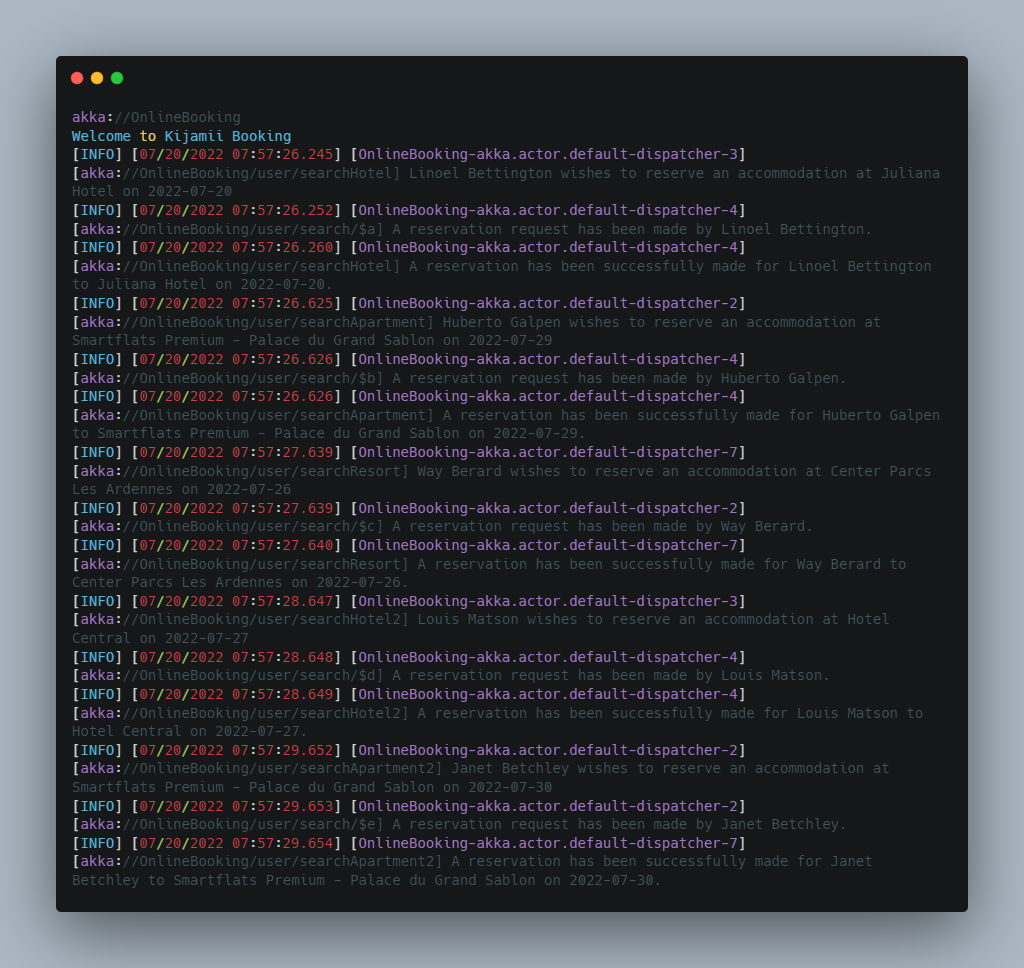 akka://OnlineBooking
Welcome to Kijamii Booking
[INFO] [07/20/2022 07:57:26.245] [OnlineBooking-akka.actor.default-dispatcher-3]
[akka://OnlineBooking/user/searchHotel] Linoel Bettington wishes to reserve an accommodation at Juliana
Hotel on 2022-07-20
[INFO] [07/20/2022 07:57:26.252] [OnlineBooking-akka.actor.default-dispatcher-4]
[akka://OnlineBooking/user/search/$a] A reservation request has been made by Linoel Bettington.
[INFO] [07/20/2022 07:57:26.260] [OnlineBooking-akka.actor.default-dispatcher-4]
[akka://OnlineBooking/user/searchHotel] A reservation has been successfully made for Linoel Bettington
to Juliana Hotel on 2022-07-20.
[INFO] [07/20/2022 07:57:26.625] [OnlineBooking-akka.actor.default-dispatcher-2]
[akka://OnlineBooking/user/searchApartment] Huberto Galpen wishes to reserve an accommodation at
Smartflats Premium - Palace du Grand Sablon on 2022-07-29
[INFO] [07/20/2022 07:57:26.626] [OnlineBooking-akka.actor.default-dispatcher-4]
[akka://OnlineBooking/user/search/$b] A reservation request has been made by Huberto Galpen.
[INFO] [07/20/2022 07:57:26.626] [OnlineBooking-akka.actor.default-dispatcher-4]
[akka://OnlineBooking/user/searchApartment] A reservation has been successfully made for Huberto Galpen
to Smartflats Premium - Palace du Grand Sablon on 2022-07-29.
[INFO] [07/20/2022 07:57:27.639] [OnlineBooking-akka.actor.default-dispatcher-7]
[akka://OnlineBooking/user/searchResort] Way Berard wishes to reserve an accommodation at Center Parcs
Les Ardennes on 2022-07-26
[INFO] [07/20/2022 07:57:27.639] [OnlineBooking-akka.actor.default-dispatcher-2]
[akka://OnlineBooking/user/search/$c] A reservation request has been made by Way Berard.
[INFO] [07/20/2022 07:57:27.640] [OnlineBooking-akka.actor.default-dispatcher-7]
[akka://OnlineBooking/user/searchResort] A reservation has been successfully made for Way Berard to
Center Parcs Les Ardennes on 2022-07-26.
[INFO] [07/20/2022 07:57:28.647] [OnlineBooking-akka.actor.default-dispatcher-3]
[akka://OnlineBooking/user/searchHotel2] Louis Matson wishes to reserve an accommodation at Hotel
Central on 2022-07-27
[INFO] [07/20/2022 07:57:28.648] [OnlineBooking-akka.actor.default-dispatcher-4]
[akka://OnlineBooking/user/search/$d] A reservation request has been made by Louis Matson.
[INFO] [07/20/2022 07:57:28.649] [OnlineBooking-akka.actor.default-dispatcher-4]
[akka://OnlineBooking/user/searchHotel2] A reservation has been successfully made for Louis Matson to
Hotel Central on 2022-07-27.
[INFO] [07/20/2022 07:57:29.652] [OnlineBooking-akka.actor.default-dispatcher-2]
[akka://OnlineBooking/user/searchApartment2] Janet Betchley wishes to reserve an accommodation at
Smartflats Premium - Palace du Grand Sablon on 2022-07-30
[INFO] [07/20/2022 07:57:29.653] [OnlineBooking-akka.actor.default-dispatcher-2]
[akka://OnlineBooking/user/search/$e] A reservation request has been made by Janet Betchley.
[INFO] [07/20/2022 07:57:29.654] [OnlineBooking-akka.actor.default-dispatcher-7]
[akka://OnlineBooking/user/searchApartment2] A reservation has been successfully made for Janet
Betchley to Smartflats Premium - Palace du Grand Sablon on 2022-07-30.